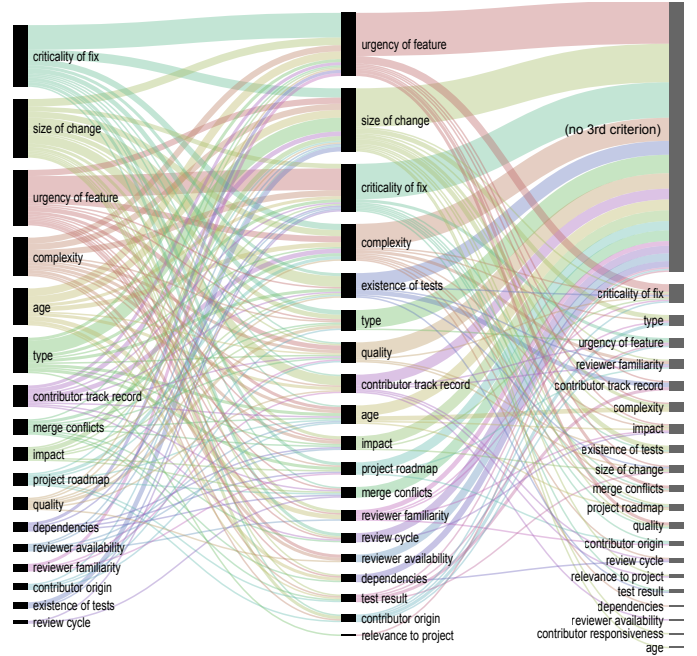 criticality of fix
size of change
urgency of feature
complexity
age
type
contributor track record
merge conflicts
impact
project roadmap
quality
dependencies
reviewer availability
reviewer familiarity
contributor origin
existence of tests
review cycle
urgency of feature
size of change
criticality of fix
complexity
existence of tests
type
quality
contributor track record
age
impact
project roadmap
merge conflicts
reviewer familiarity
review cycle
reviewer availability
dependencies
test result
contributor origin
relevance to project
(no 3rd criterion)
criticality of fix
type
urgency of feature
reviewer familiarity
contributor track record
complexity
impact
existence of tests
size of change
merge conflicts
project roadmap
quality
contributor origin
review cycle
relevance to project
test result
dependencies
reviewer availability
contributor responsiveness
age